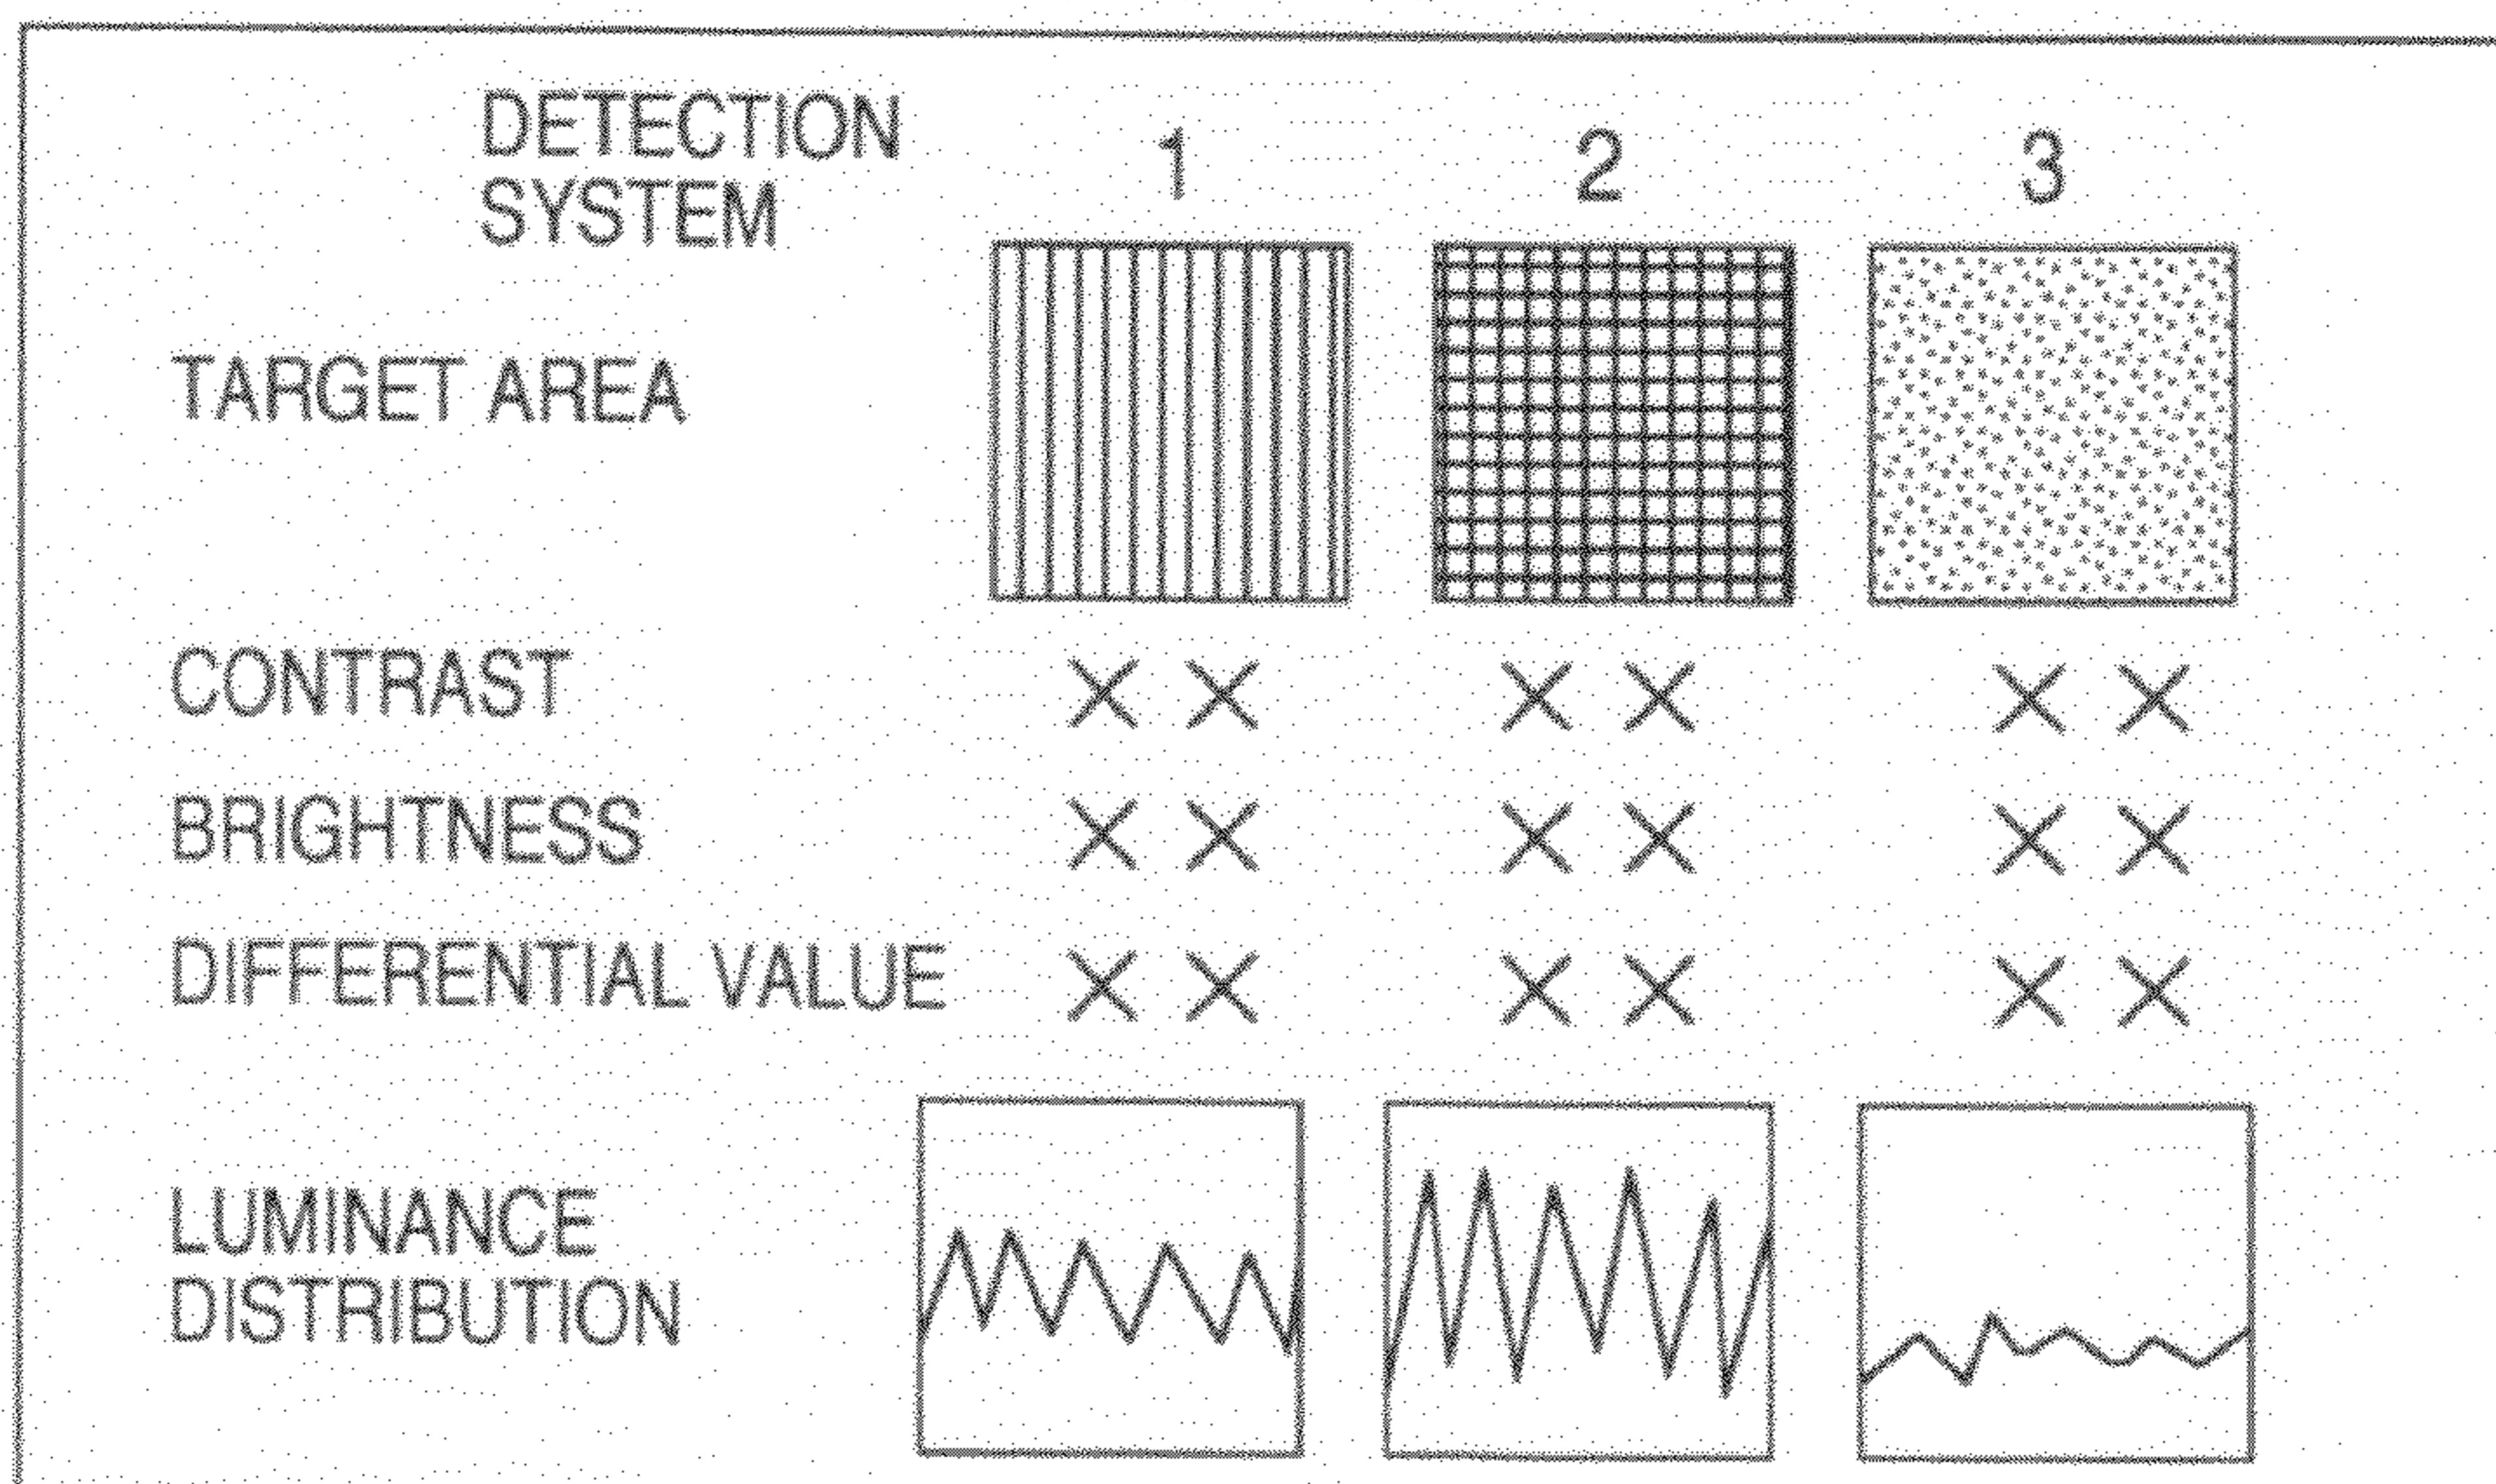 DETECTION
SYSTEM
1 2 3
TARGET AREA
CONTRAST X X X X X X
BRIGHTNESS X X X X X X
DIFFERENTIAL VALUE X X X X X X
LUMINANCE
DISTRIBUTION